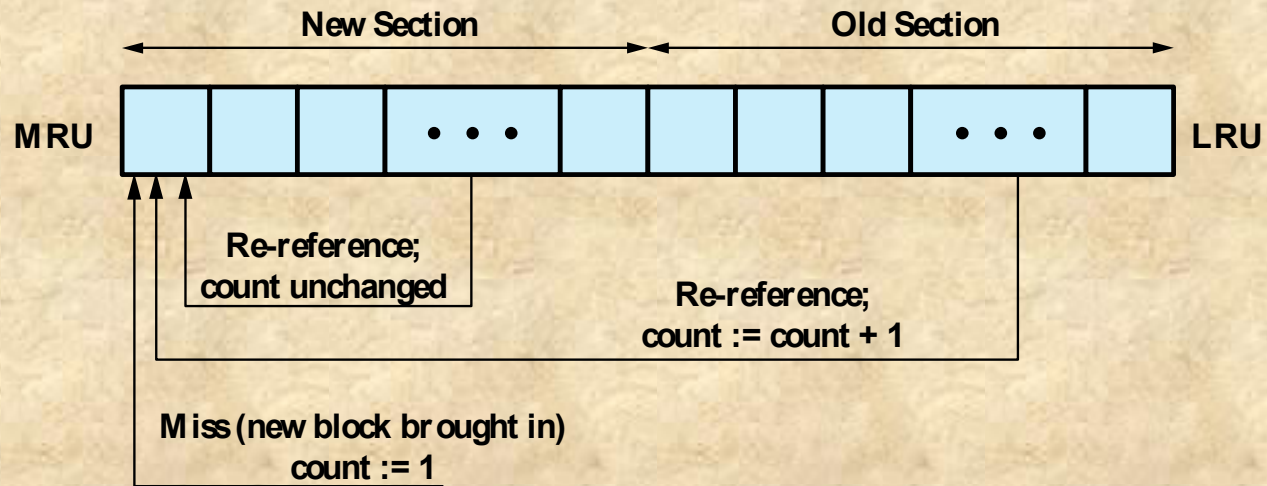 New Section
Old Section
MRU
• • •
• • •
LRU
Re-reference;
count unchanged
Re-reference;
count := count + 1
Miss (new block brought in)
count := 1